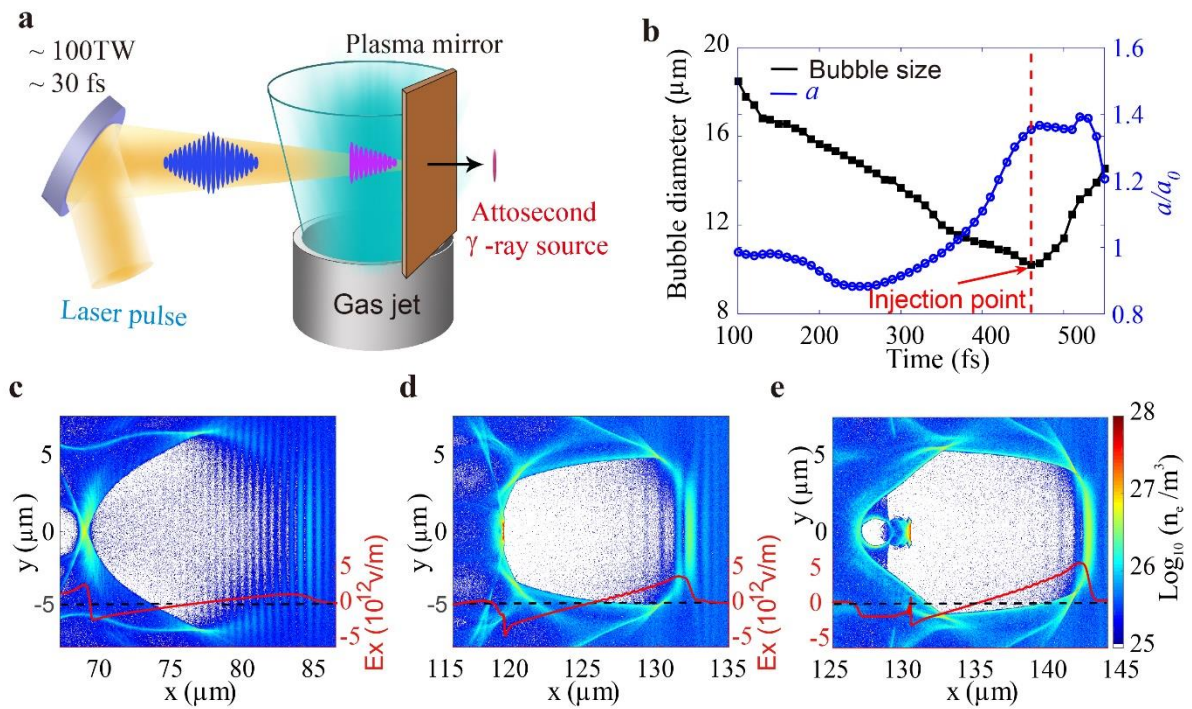 a
~ 100TW
~ 30 fs
Plasma mirror
Attosecond
γ -ray source
Laser pulse
Gas jet
b
Bubble size
a
Injection point
Bubble diameter (μm)
20
16
12
8
a/a0
1.6
1.4
1.2
1
0.8
100 200 300 400 500
Time (fs)
c
y (μm)
5
0
-5
5
0
-5
Ex (10¹²v/m)
70 75 80 85
x (μm)
d
y (μm)
5
0
-5
5
0
-5
Ex (10¹²v/m)
115 120 125 130 135
x (μm)
e
y (μm)
5
0
5
0
-5
125 130 135 140 145
x (μm)
28
27
26
25
Log₁₀ (nₑ /m³)